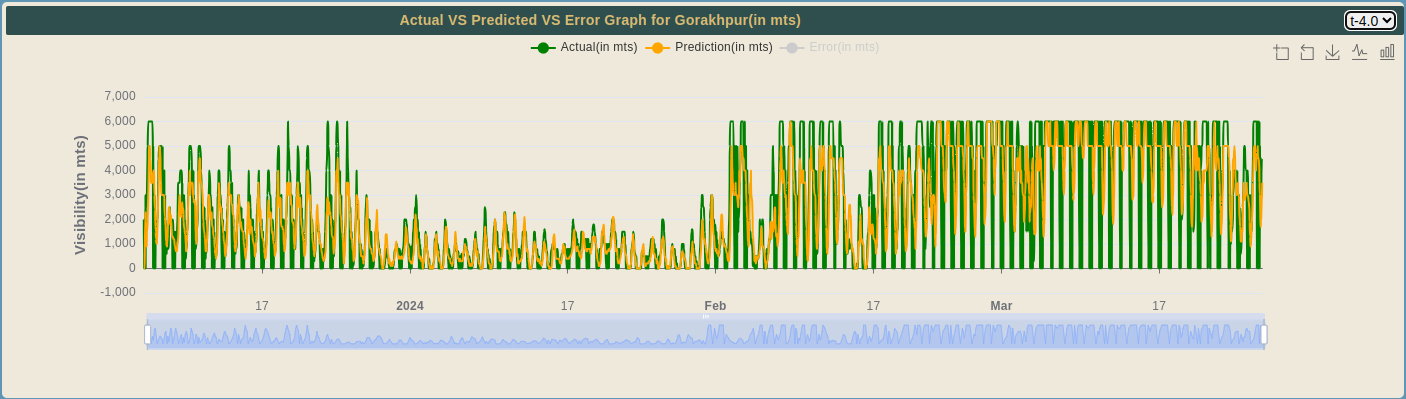 Actual VS Predicted VS Error Graph for Gorakhpur(in mts)
t-4.0
Actual(in mts) Prediction(in mts) Error(in mts)
Visibility(in mts)
7,000
6,000
5,000
4,000
3,000
2,000
1,000
0
-1,000
17 2024 17 Feb 17 Mar 17